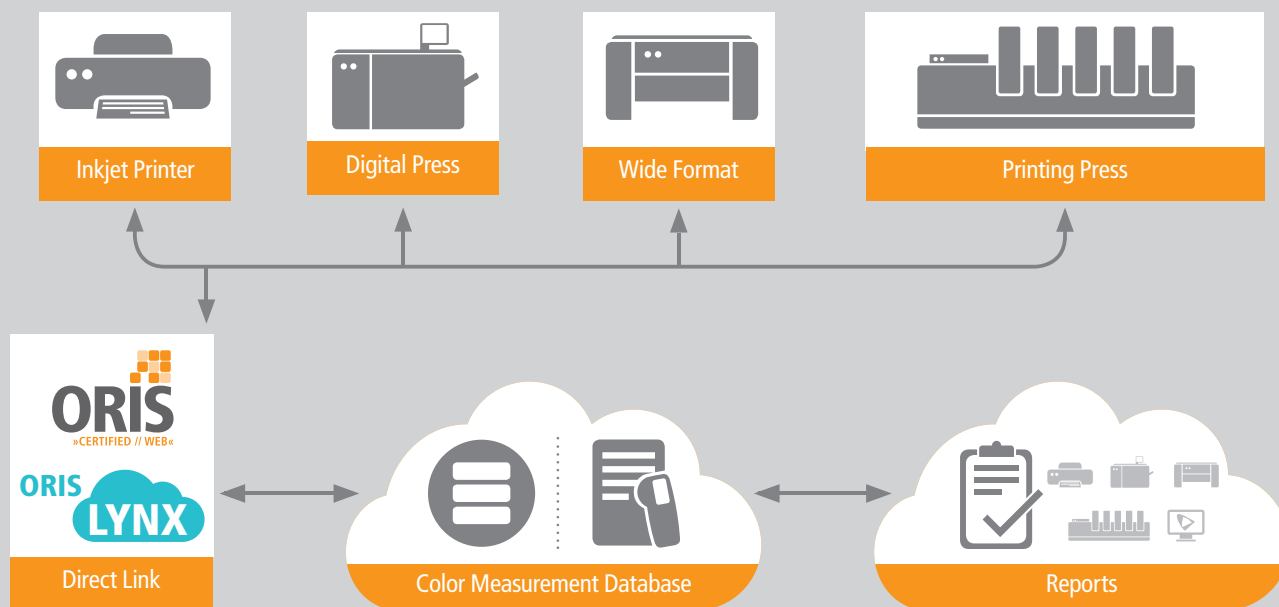 Inkjet Printer
Digital Press
Wide Format
Printing Press
ORIS
»CERTIFIED // WEB«
ORIS
LYNX
Direct Link
Color Measurement Database
Reports